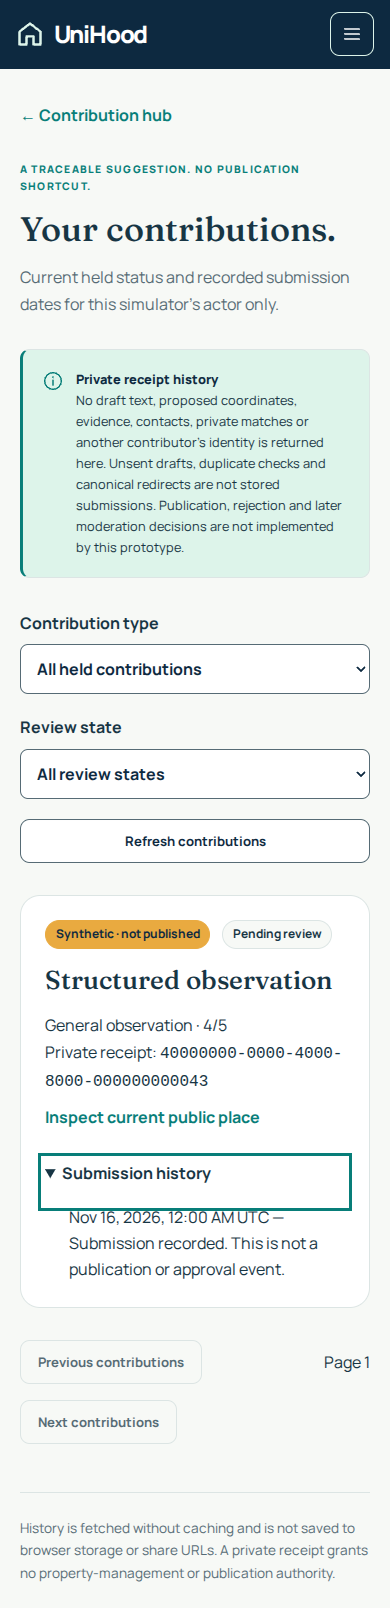 UniHood
← Contribution hub
A TRACEABLE SUGGESTION. NO PUBLICATION
SHORTCUT.
Your contributions.
Current held status and recorded submission
dates for this simulator's actor only.
Private receipt history
No draft text, proposed coordinates,
evidence, contacts, private matches or
another contributor's identity is returned
here. Unsent drafts, duplicate checks and
canonical redirects are not stored
submissions. Publication, rejection and later
moderation decisions are not implemented
by this prototype.
Contribution type
All held contributions
Review state
All review states
Refresh contributions
Synthetic · not published Pending review
Structured observation
General observation · 4/5
Private receipt: 40000000-0000-4000-
8000-000000000043
Inspect current public place
▼ Submission history
Nov 16, 2026, 12:00 AM UTC —
Submission recorded. This is not a
publication or approval event.
Previous contributions Page 1
Next contributions
History is fetched without caching and is not saved to
browser storage or share URLs. A private receipt grants
no property-management or publication authority.